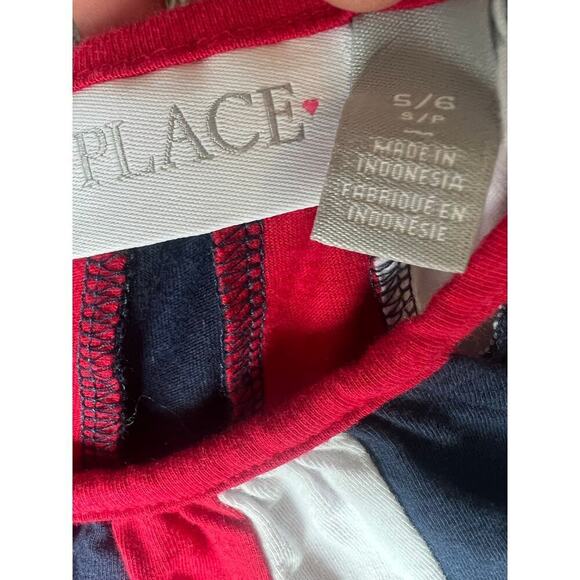 PLACE
5/6
S/P
MADE IN
INDONESIA
FABRIQUÉ EN
INDONÉSIE